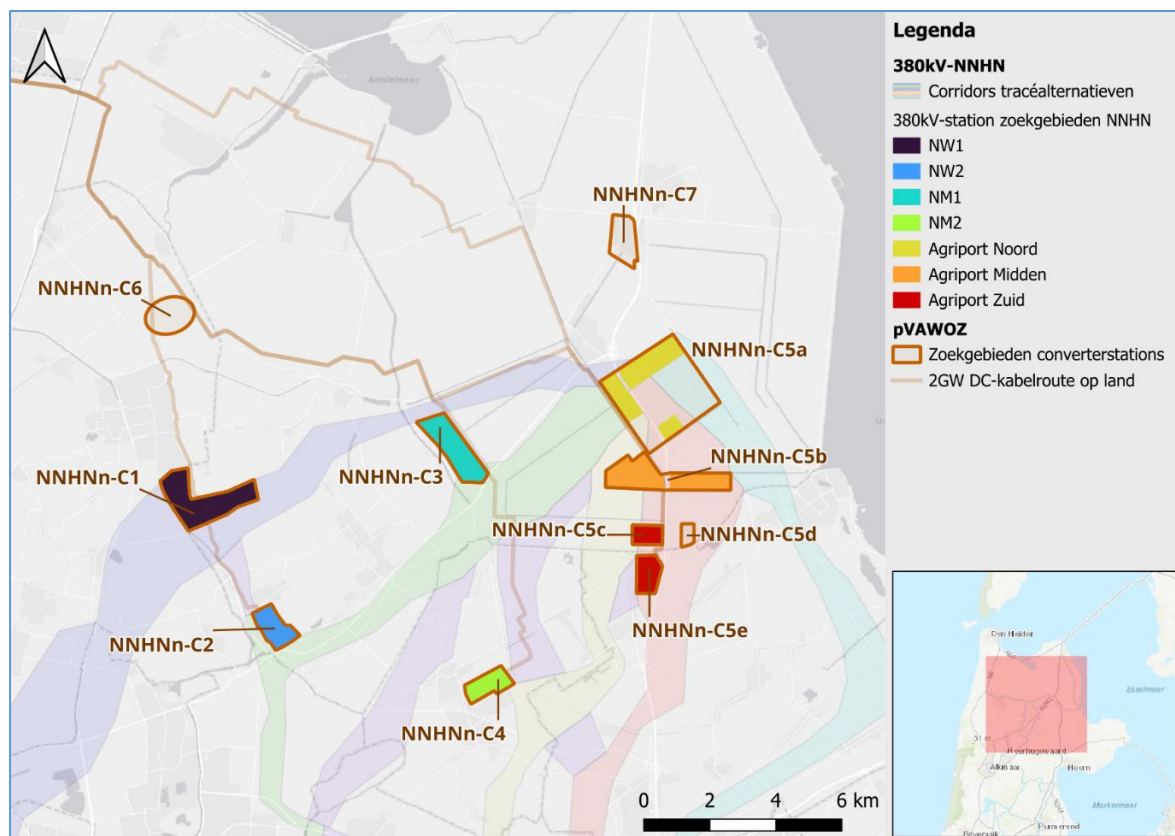 Amstelmeer
NNHNn-C7
NNHNn-C6
NNHNn-C5a
NNHNn-C5b
NNHNn-C3
NNHNn-C1
NNHNn-C5c
NNHNn-C5d
NNHNn-C5e
NNHNn-C2
NNHNn-C4
0 2 4 6 km
Legenda
380kV-NNHN
Corridors tracéalternatieven
380kV-station zoekgebieden NNHN
NW1
NW2
NM1
NM2
Agriport Noord
Agriport Midden
Agriport Zuid
pVAWOZ
Zoekgebieden converterstations
2GW DC-kabelroute op land
Den Helder
IJsselmeer
Heerhugowaard
Alkmaar
Hoorn
Markermeer
Purmerend
Beverwijk